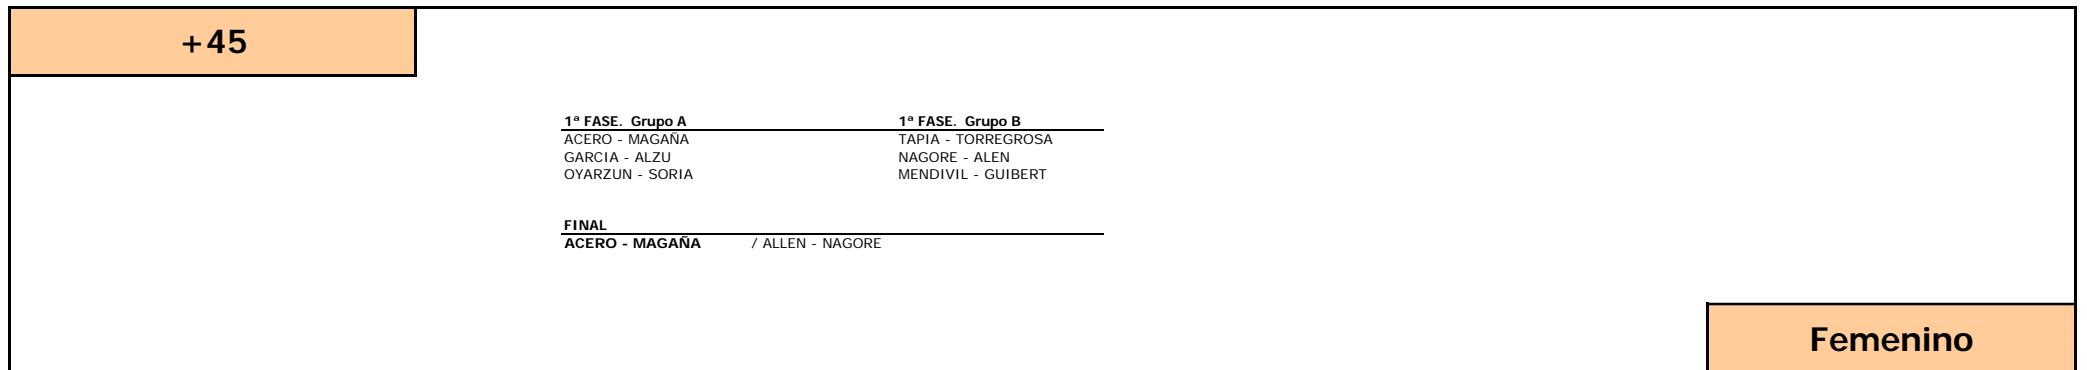 +45
1ª FASE. Grupo A 1ª FASE. Grupo B
ACERO - MAGAÑA TAPIA - TORREGROSA
GARCIA - ALZU NAGORE - ALEN
OYARZUN - SORIA MENDIVIL - GUIBERT
FINAL
ACERO - MAGAÑA / ALLEN - NAGORE
Femenino